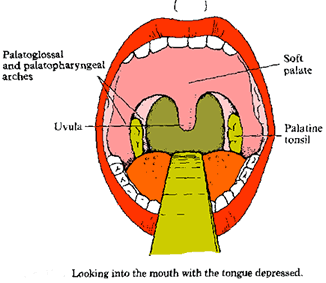 Palatoglossal
and palatopharyngeal
arches
Soft
palate
Uvula
Palatine
tonsil
Looking into the mouth with the tongue depressed.